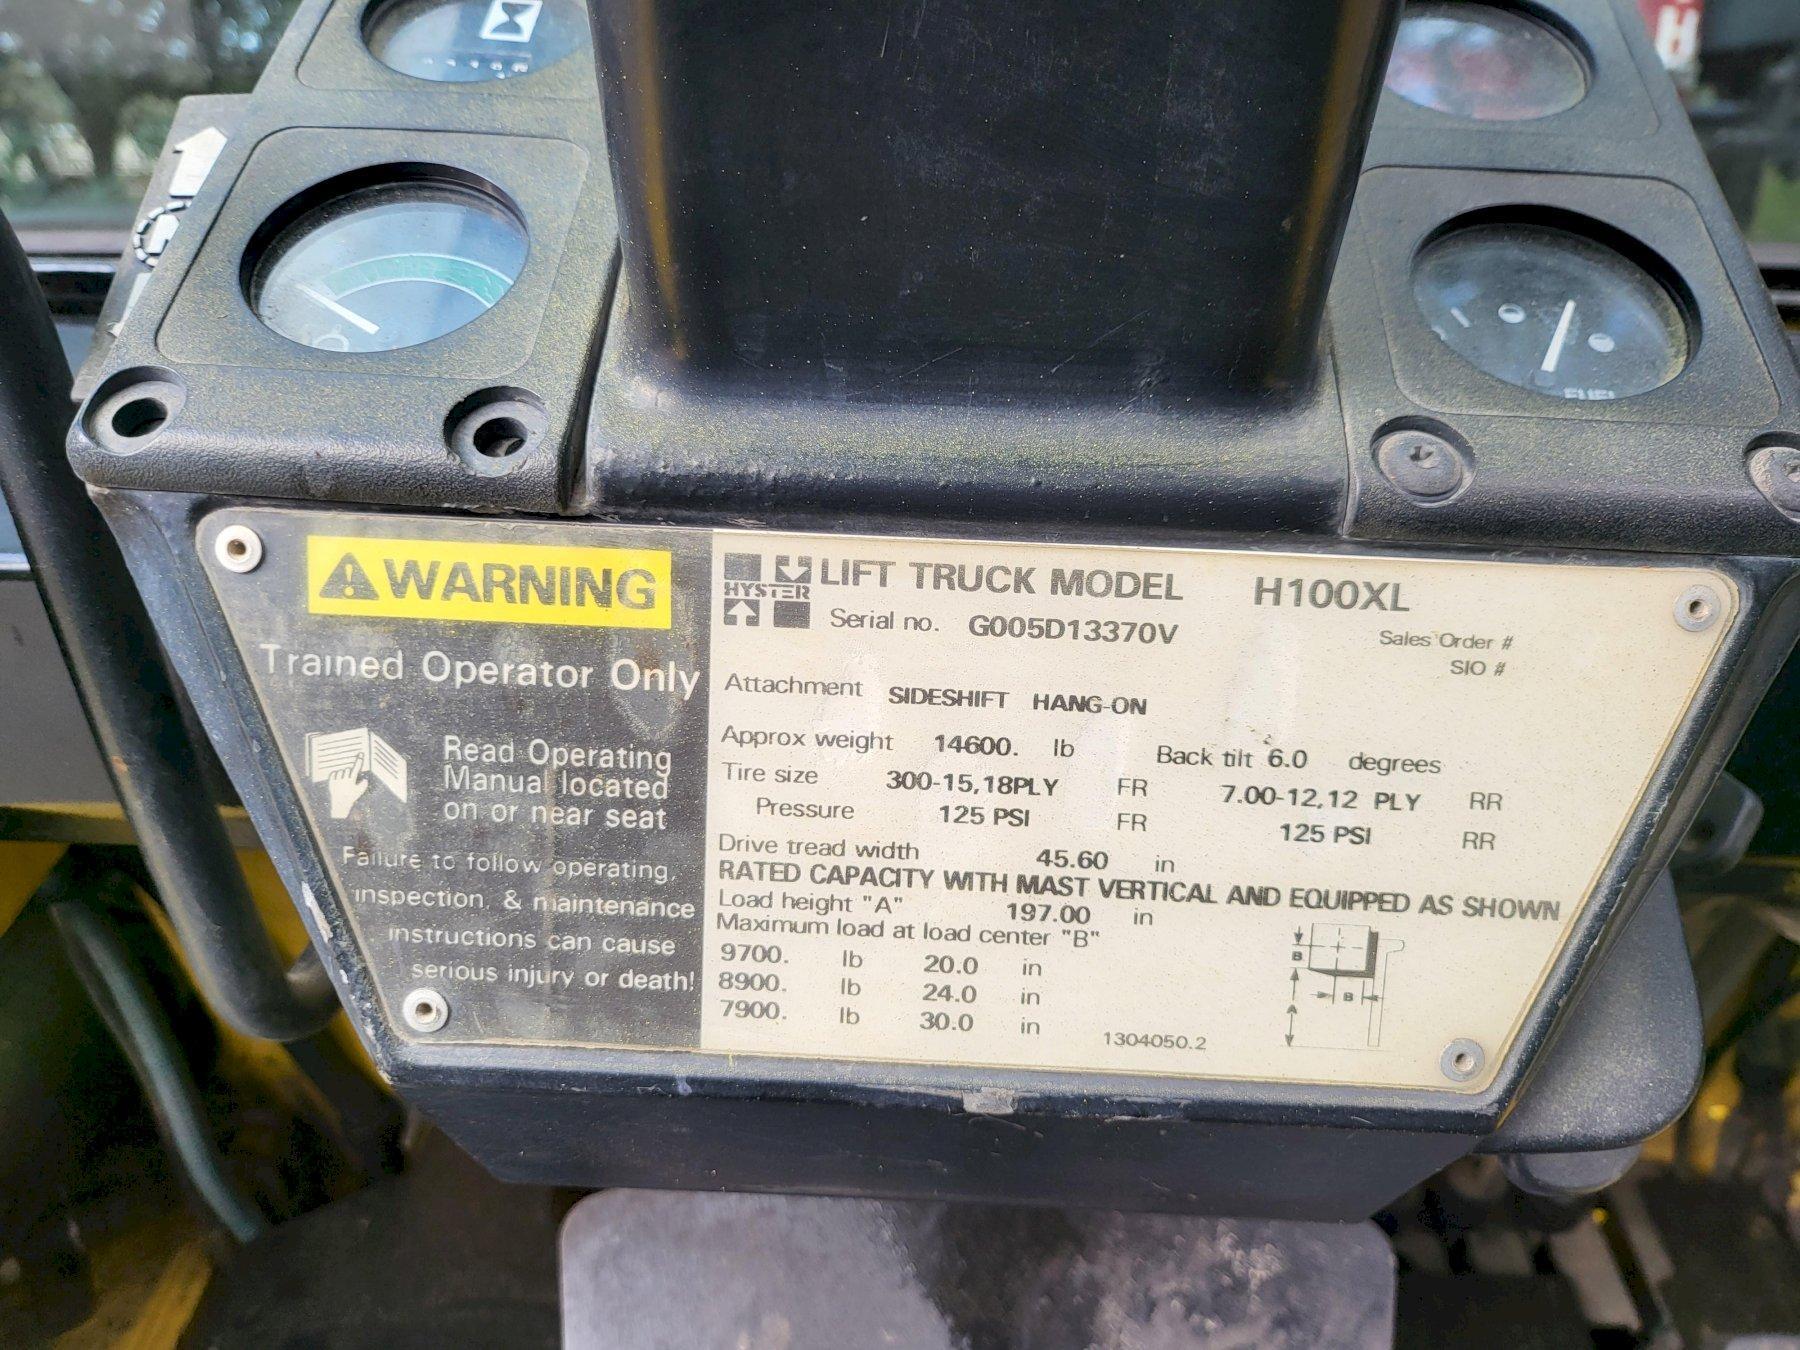 FUEL
WARNING
Trained Operator Only
Read Operating
Manual located
on or near seat
Failure to follow operating,
inspection, & maintenance
instructions can cause
serious injury or death!
HYSTER
LIFT TRUCK MODEL H100XL
Serial no. G005D13370V
Sales Order #
SIO #
Attachment SIDESHIFT HANG-ON
Approx weight 14600. lb Back tilt 6.0 degrees
Tire size 300-15,18PLY FR 7.00-12,12 PLY RR
Pressure 125 PSI FR 125 PSI RR
Drive tread width 45.60 in
RATED CAPACITY WITH MAST VERTICAL AND EQUIPPED AS SHOWN
Load height "A" 197.00 in
Maximum load at load center "B"
9700. lb 20.0 in
8900. lb 24.0 in
7900. lb 30.0 in
B
B
A
1304050.2